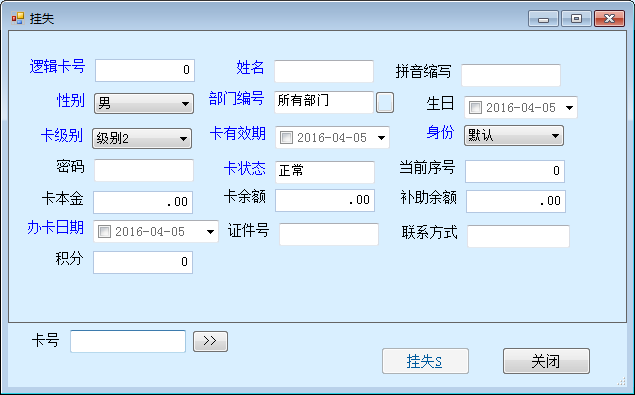 挂失
逻辑卡号 0 姓名 拼音缩写
性别 男 部门编号 所有部门 生日 2016-04-05
卡级别 级别2 卡有效期 2016-04-05 身份 默认
密码 卡状态 正常 当前序号 0
卡本金 .00 卡余额 .00 补助余额 .00
办卡日期 2016-04-05 证件号 联系方式
积分 0
卡号 >>
挂失S 关闭